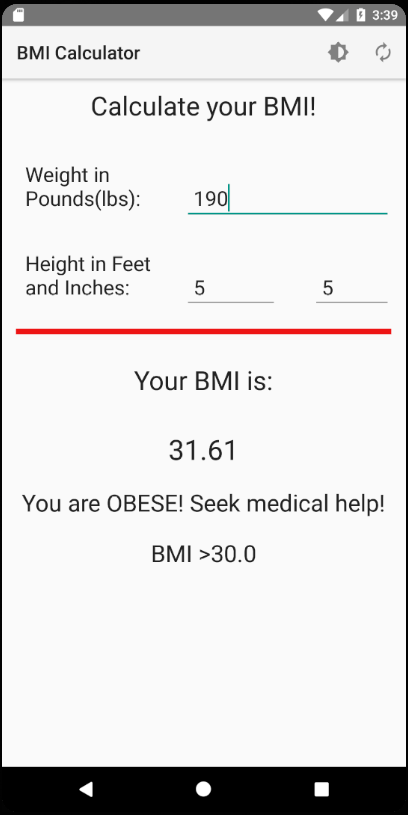 3:39
BMI Calculator
Calculate your BMI!
Weight in
Pounds(lbs):
190
Height in Feet
and Inches:
5 5
Your BMI is:
31.61
You are OBESE! Seek medical help!
BMI >30.0